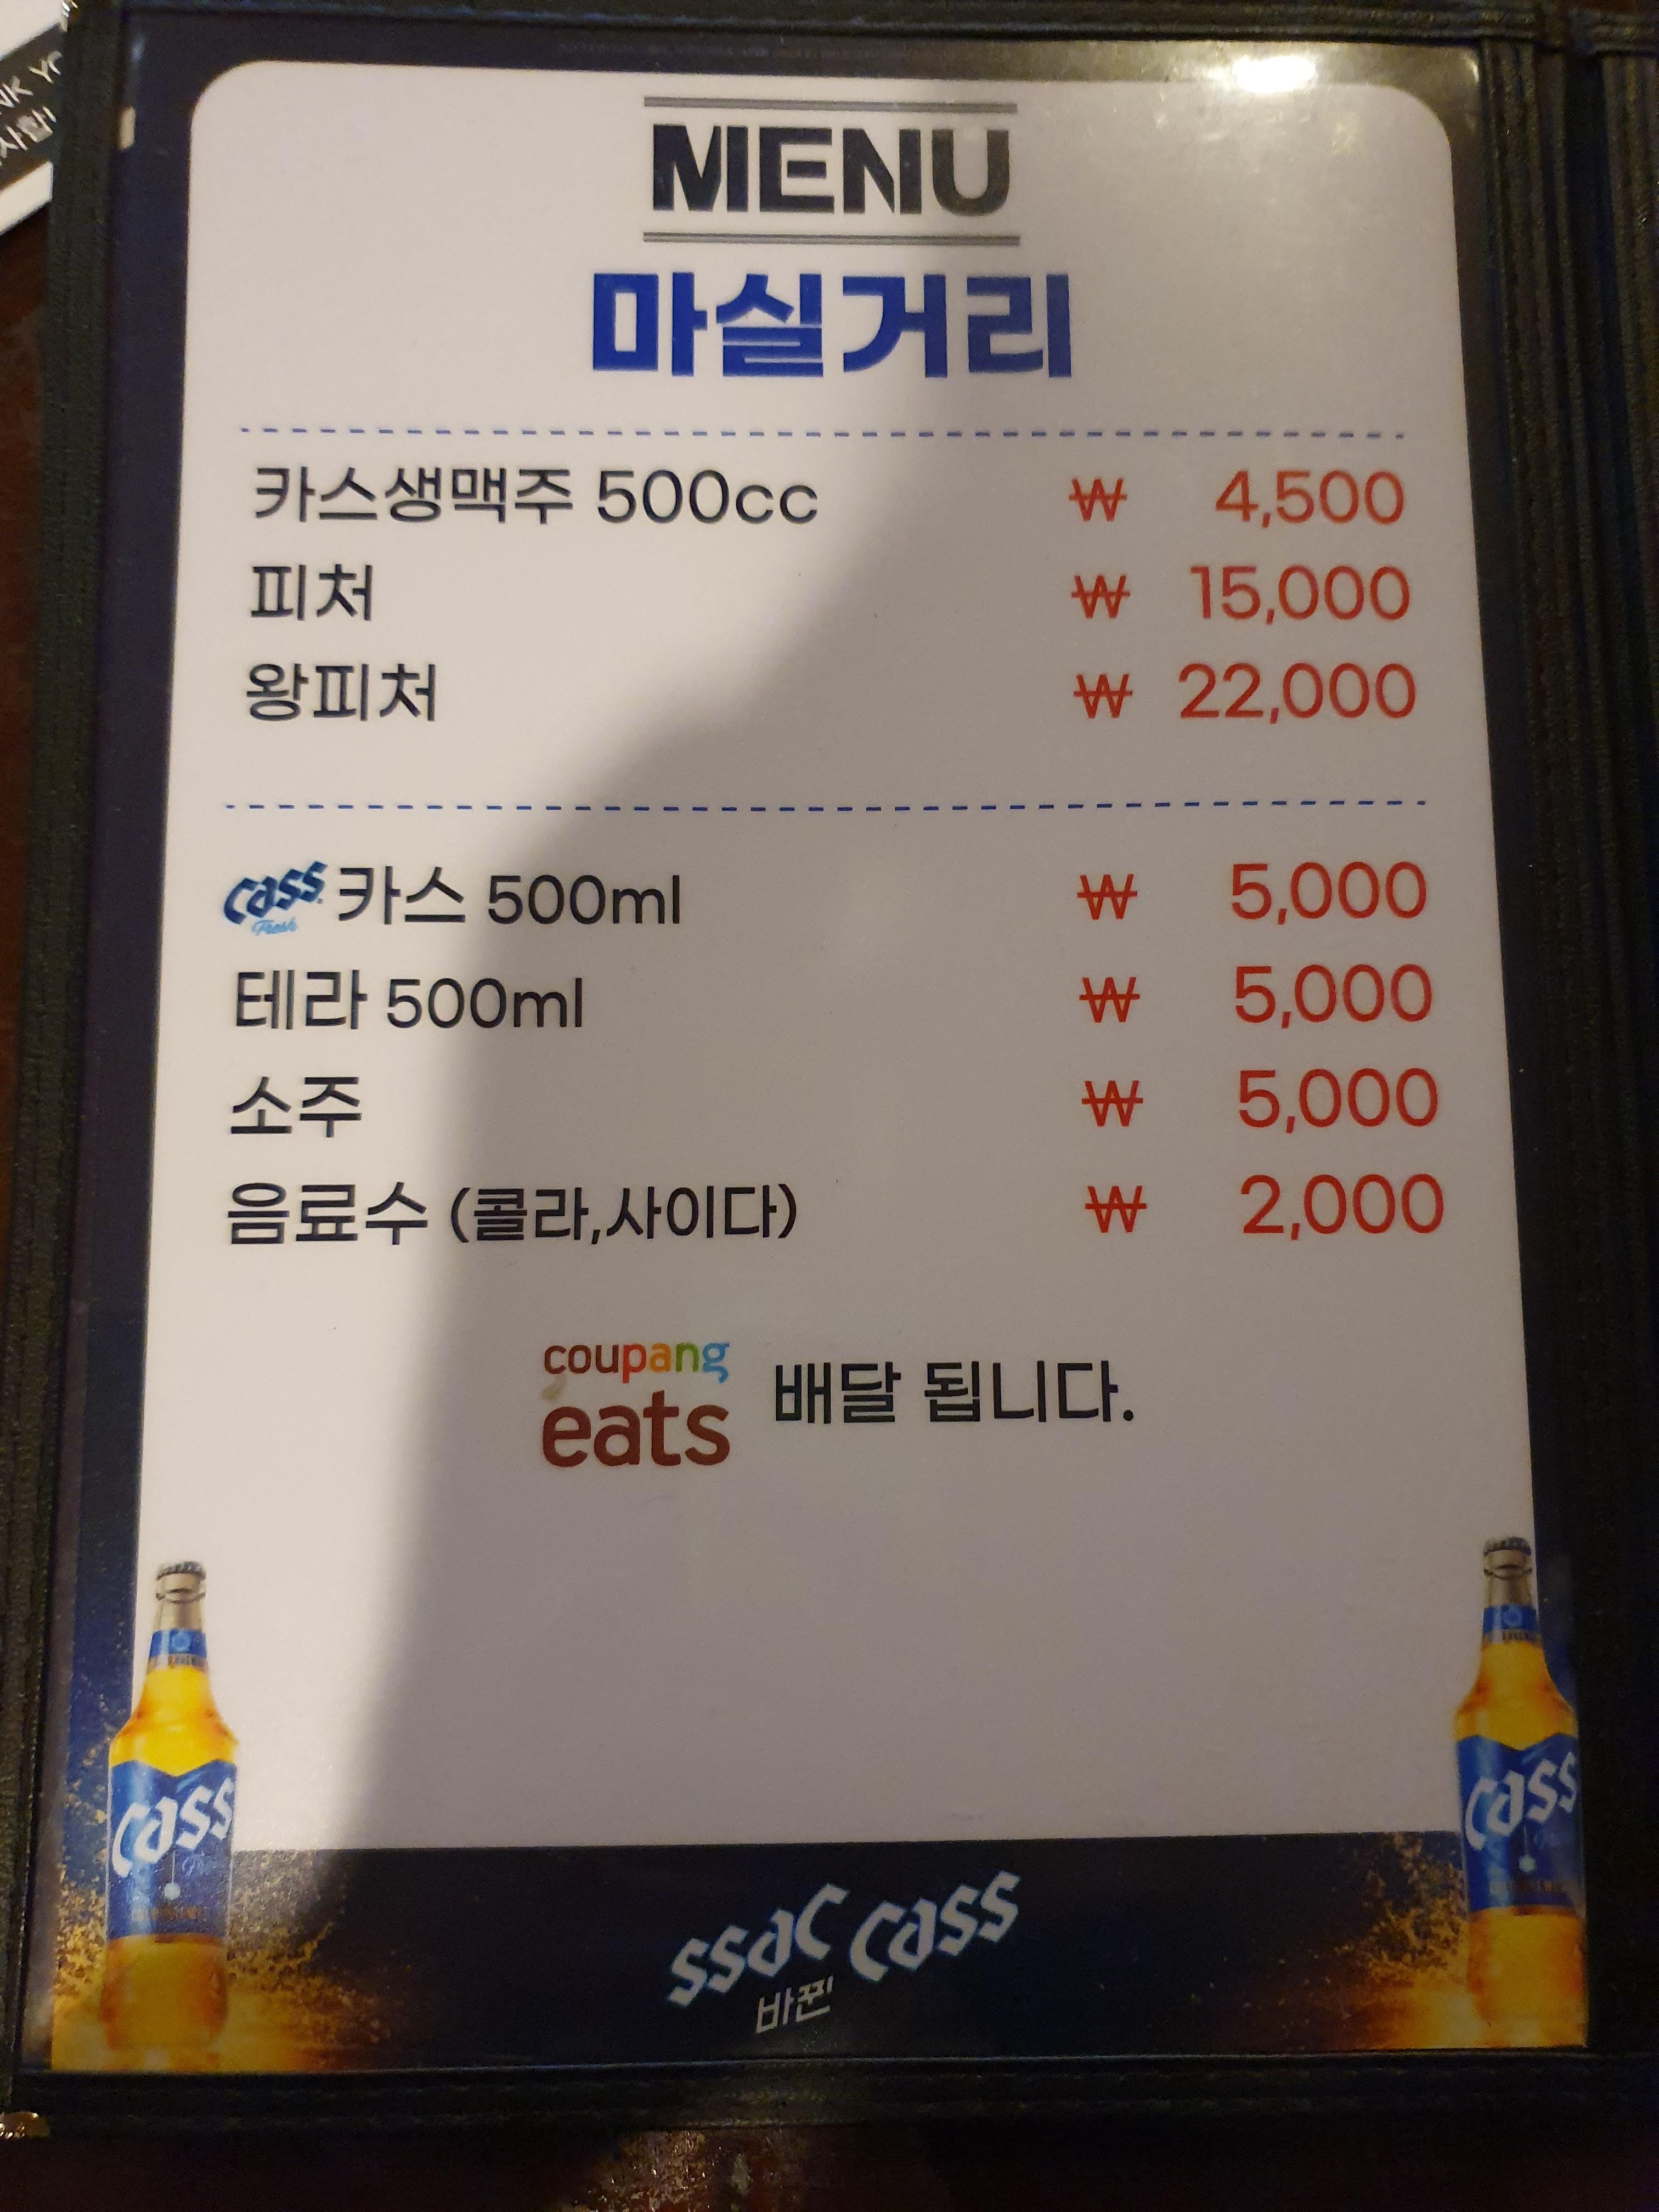 MENU
마실거리
카스생맥주 500cc ₩ 4,500
피처 ₩ 15,000
왕피처 ₩ 22,000
Cass Fresh 카스 500ml ₩ 5,000
테라 500ml ₩ 5,000
소주 ₩ 5,000
음료수 (콜라,사이다) ₩ 2,000
coupang
eats
배달 됩니다.
Cass
Cass
ssac Cass
바뀐